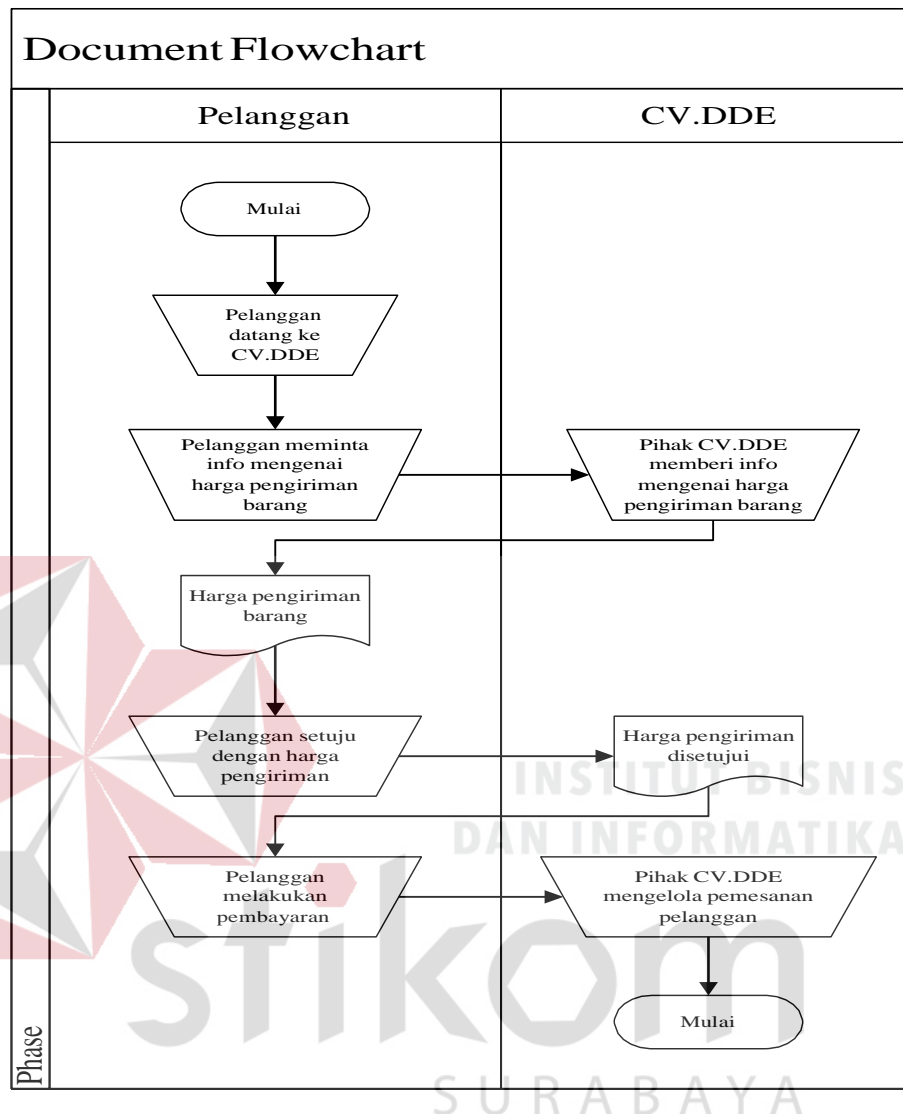 Document Flowchart
Pelanggan
CV.DDE
Mulai
Pelanggan
datang ke
CV.DDE
Pelanggan meminta
info mengenai
harga pengiriman
barang
Pihak CV.DDE
memberi info
mengenai harga
pengiriman barang
Harga pengiriman
barang
Pelanggan setuju
dengan harga
pengiriman
Harga pengiriman
disetujui
Pelanggan
melakukan
pembayaran
Pihak CV.DDE
mengelola pemesanan
pelanggan
Mulai
Phase
INSTITUT BISNIS
DAN INFORMATIKA
stikom
SURABAYA